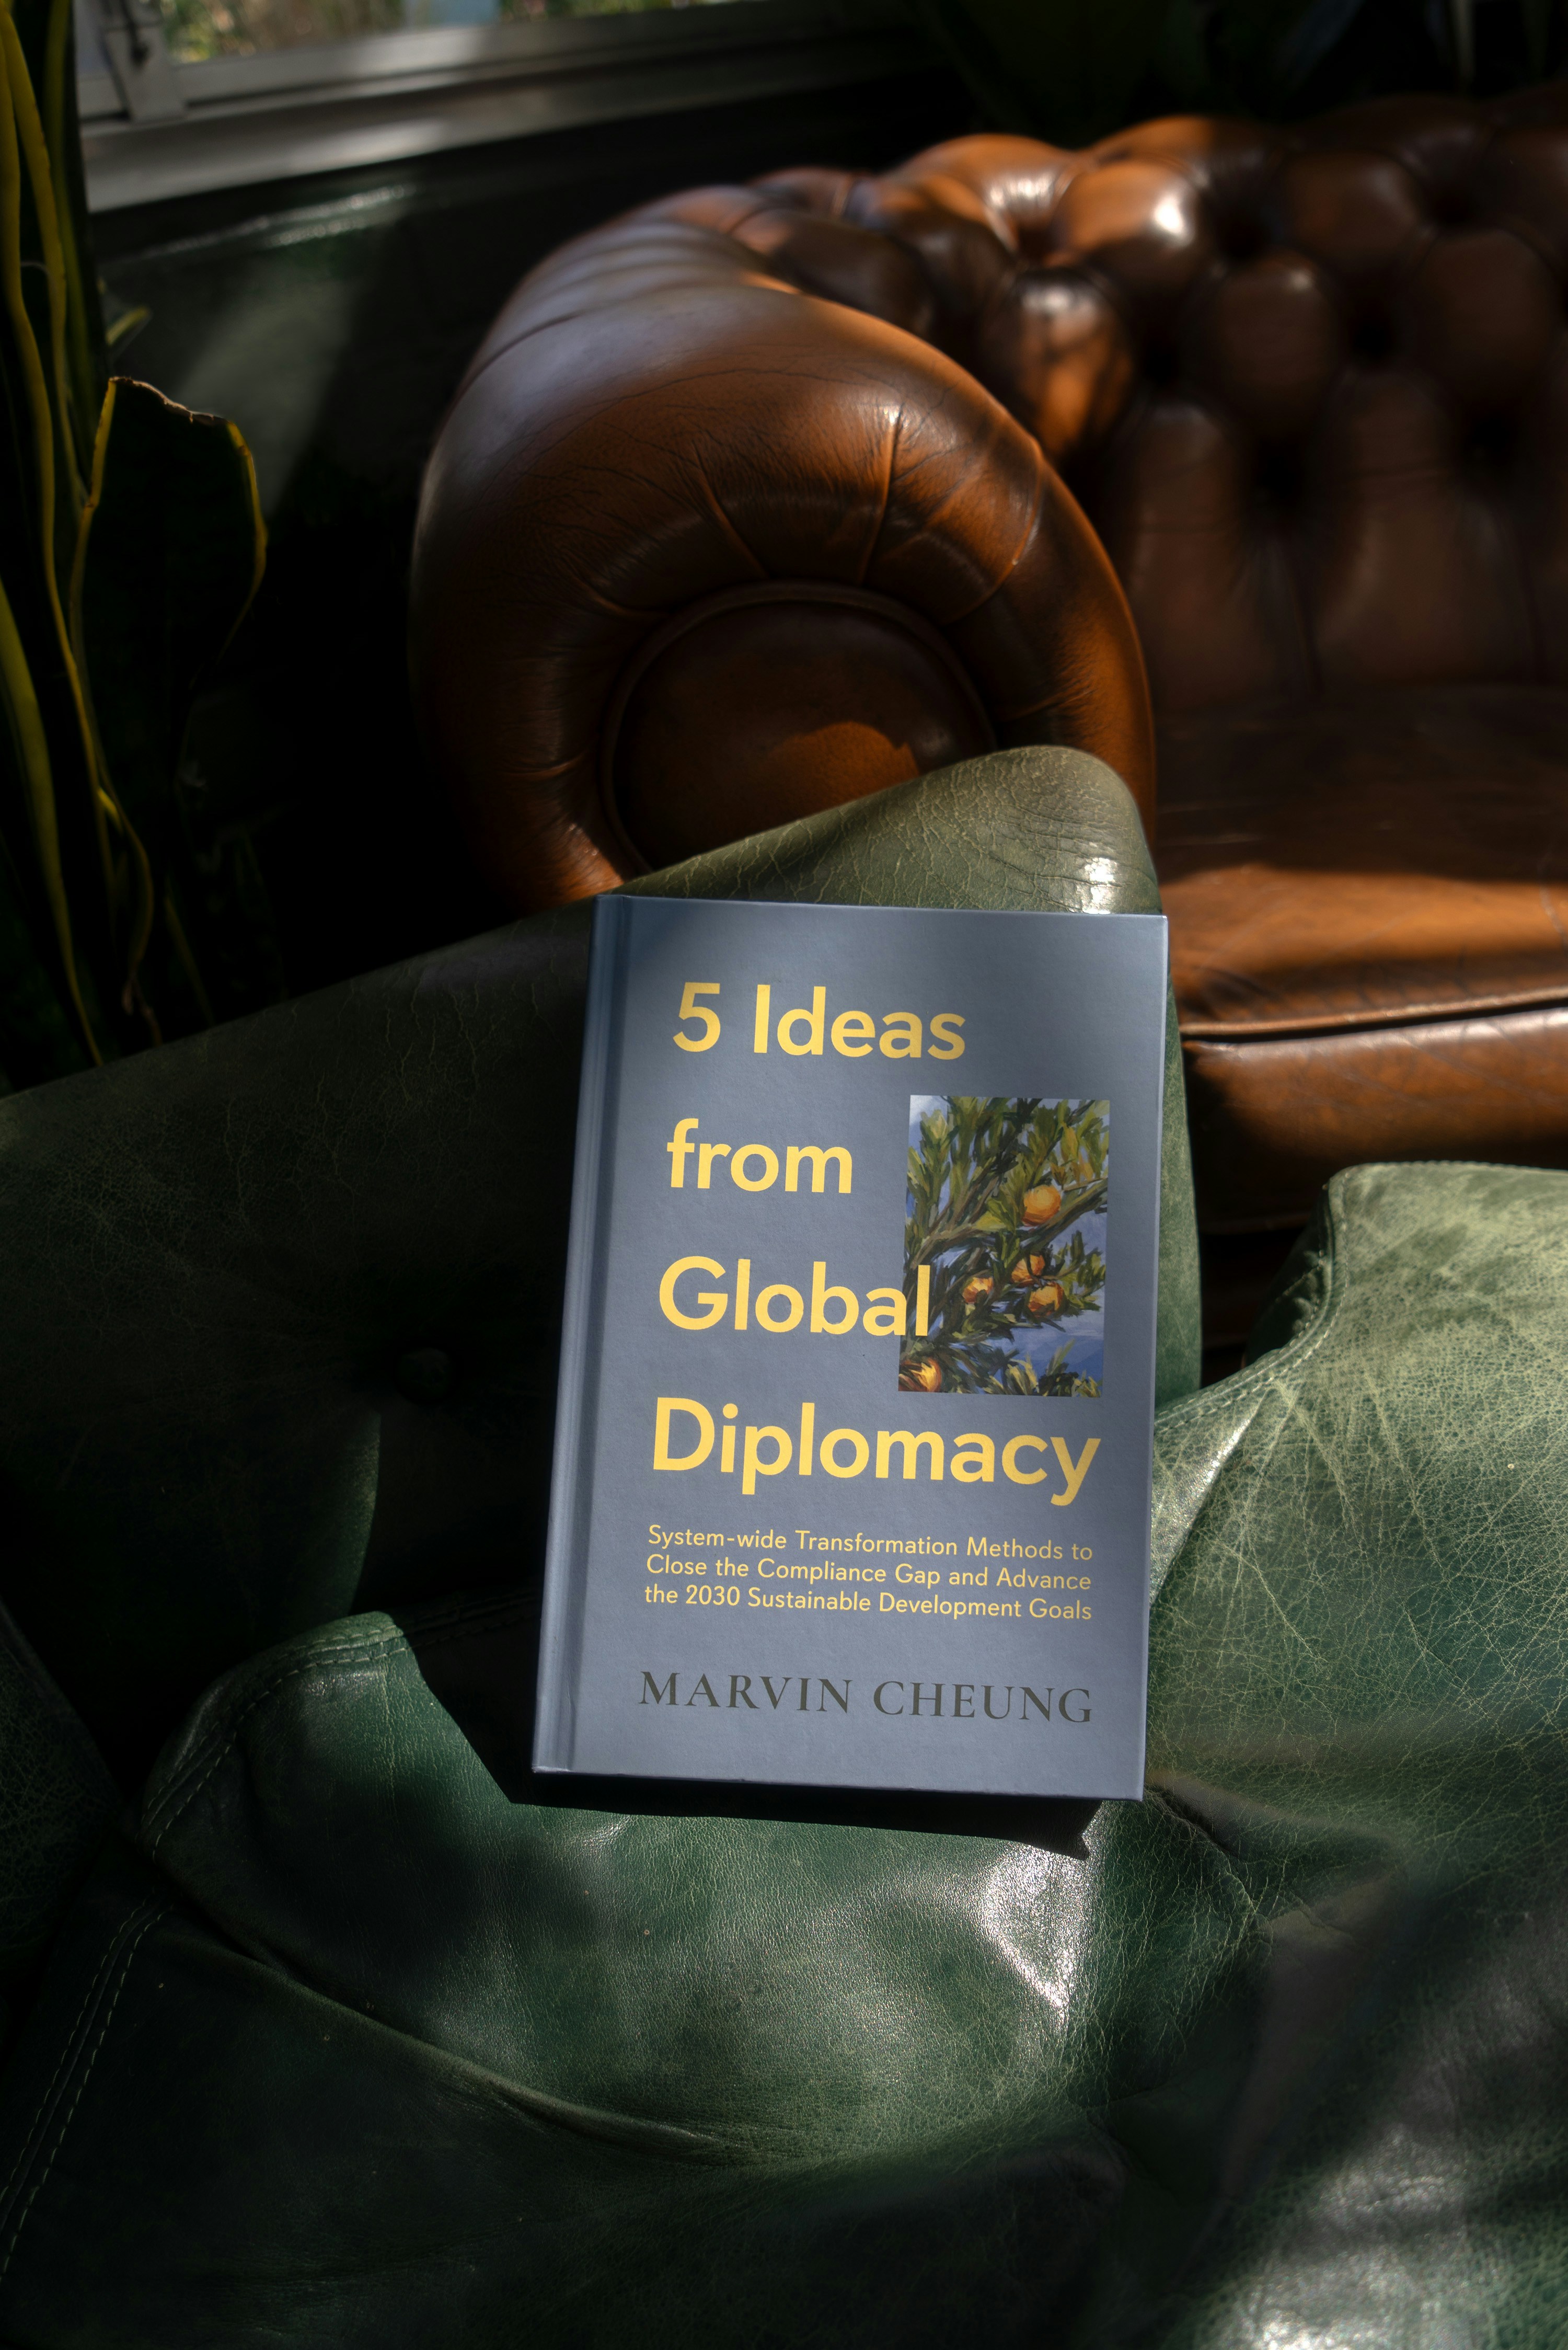 5 Ideas
from
Global
Diplomacy
System-wide Transformation Methods to
Close the Compliance Gap and Advance
the 2030 Sustainable Development Goals
MARVIN CHEUNG